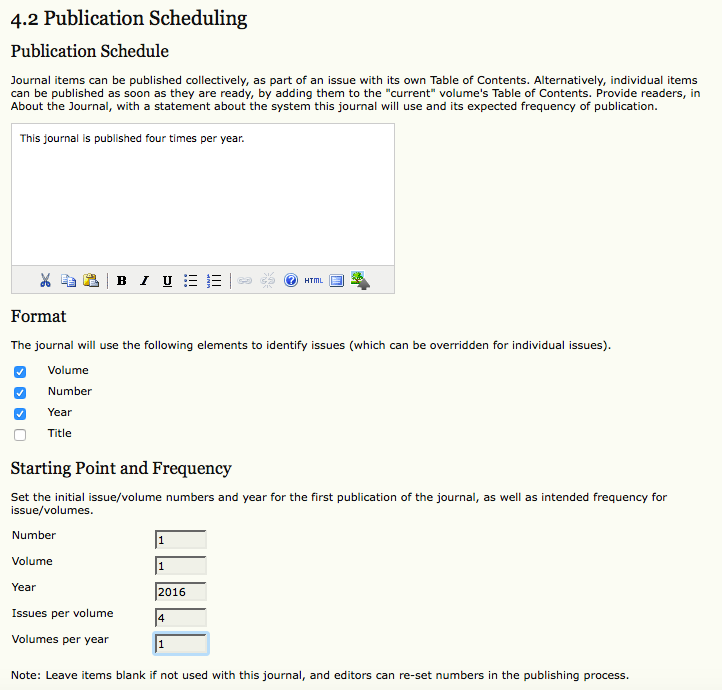 4.2 Publication Scheduling
Publication Schedule
Journal items can be published collectively, as part of an issue with its own Table of Contents. Alternatively, individual items
can be published as soon as they are ready, by adding them to the "current" volume's Table of Contents. Provide readers, in
About the Journal, with a statement about the system this journal will use and its expected frequency of publication.
This journal is published four times per year.
B I U HTML
Format
The journal will use the following elements to identify issues (which can be overridden for individual issues).
Volume
Number
Year
Title
Starting Point and Frequency
Set the initial issue/volume numbers and year for the first publication of the journal, as well as intended frequency for
issue/volumes.
Number 1
Volume 1
Year 2016
Issues per volume 4
Volumes per year 1
Note: Leave items blank if not used with this journal, and editors can re-set numbers in the publishing process.